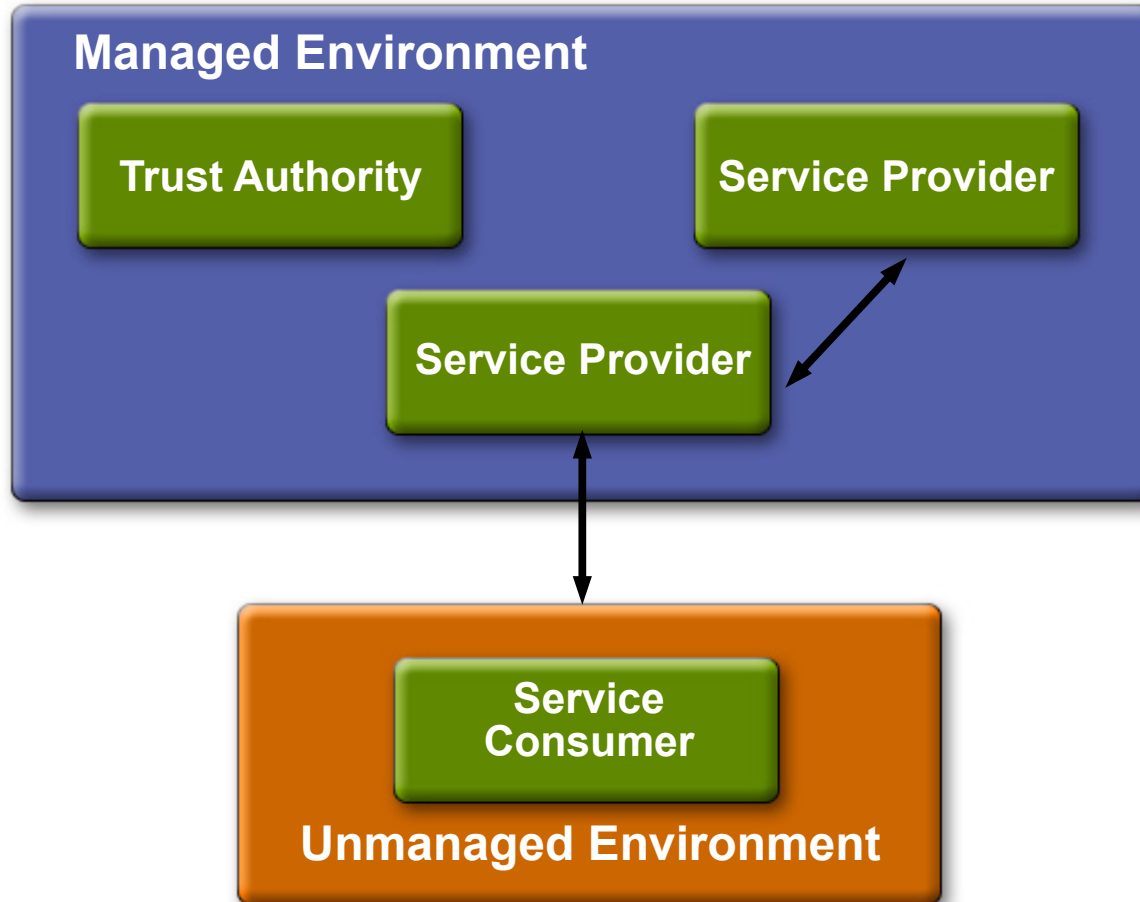 Managed Environment
Trust Authority
Service Provider
Service Provider
Service
Consumer
Unmanaged Environment